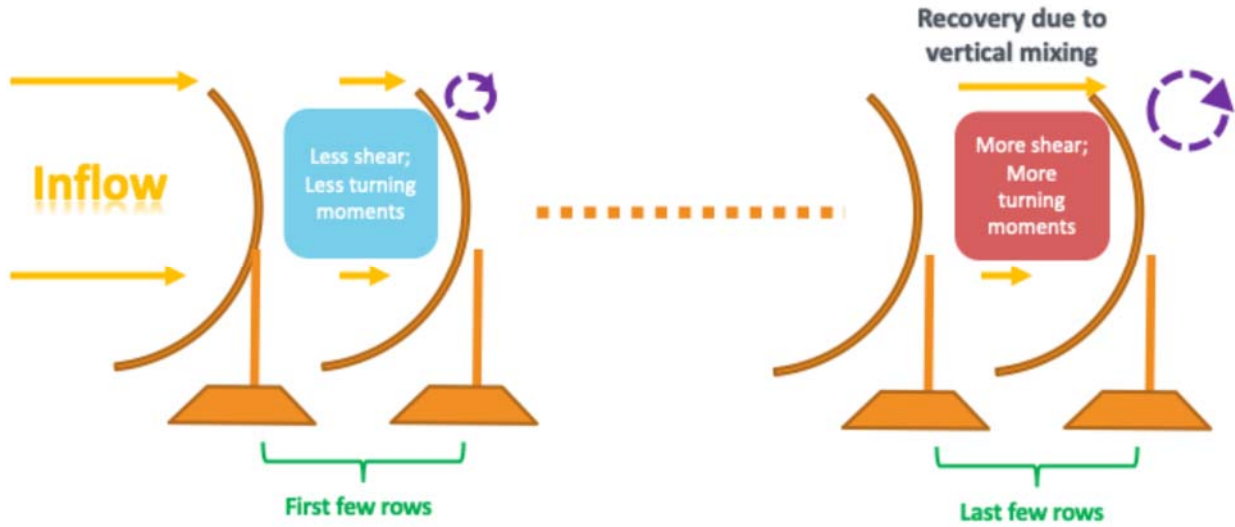 Recovery due to
vertical mixing
Inflow
Less shear;
Less turning
moments
More shear;
More
turning
moments
First few rows
Last few rows